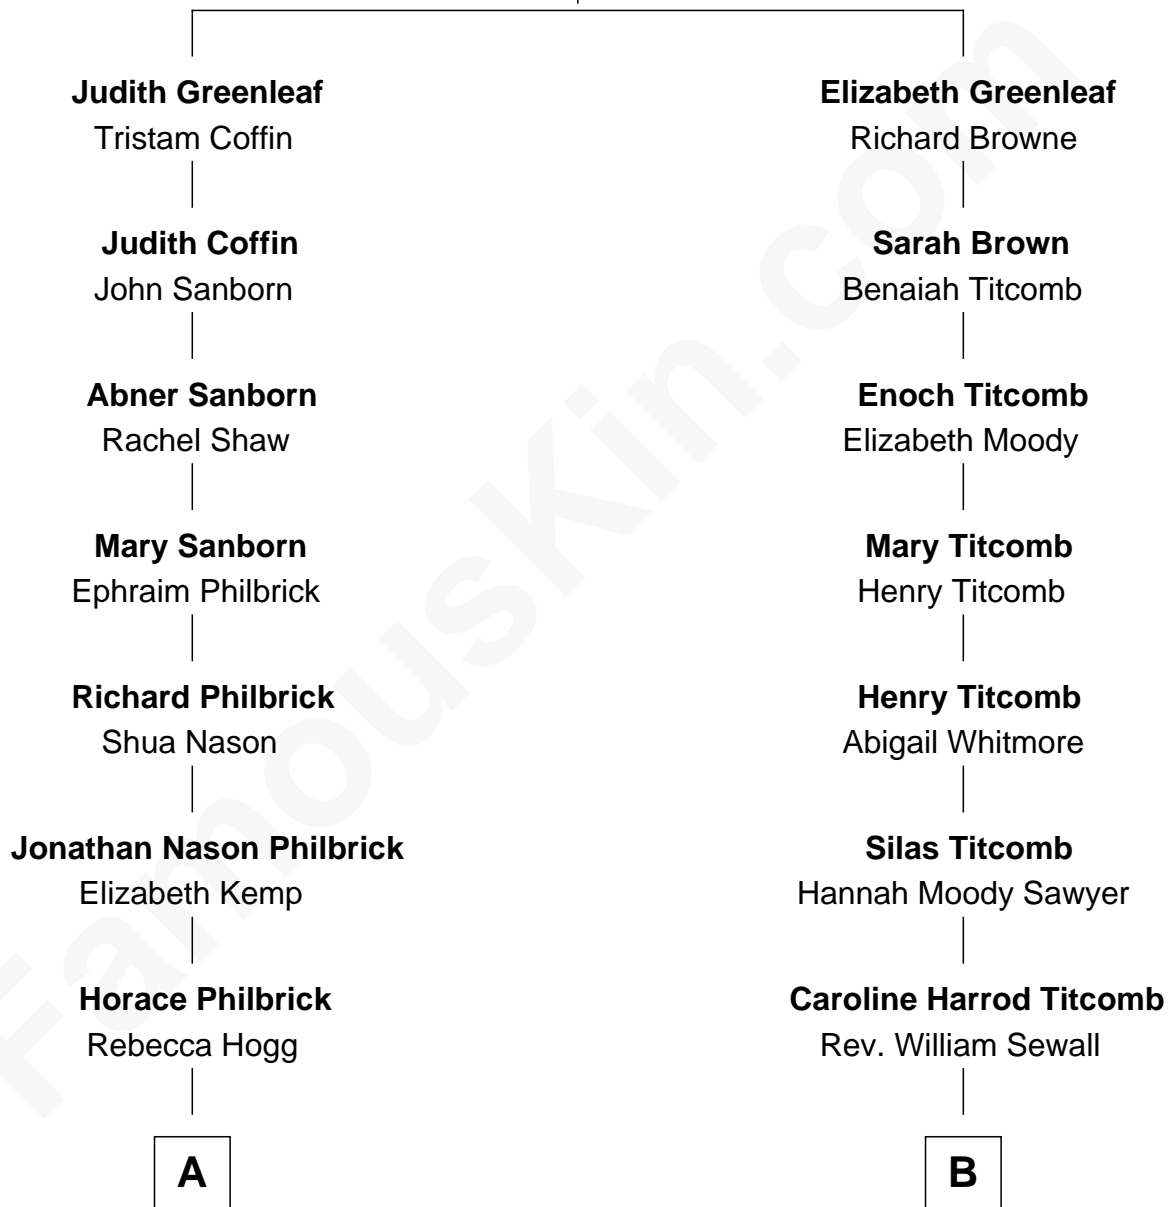 Judith Greenleaf
Tristam Coffin
Elizabeth Greenleaf
Richard Browne
Judith Coffin
John Sanborn
Sarah Brown
Benaiah Titcomb
Abner Sanborn
Rachel Shaw
Enoch Titcomb
Elizabeth Moody
Mary Sanborn
Ephraim Philbrick
Mary Titcomb
Henry Titcomb
Richard Philbrick
Shua Nason
Henry Titcomb
Abigail Whitmore
Jonathan Nason Philbrick
Elizabeth Kemp
Silas Titcomb
Hannah Moody Sawyer
Horace Philbrick
Rebecca Hogg
Caroline Harrod Titcomb
Rev. William Sewall
A
B
FamousKin.com